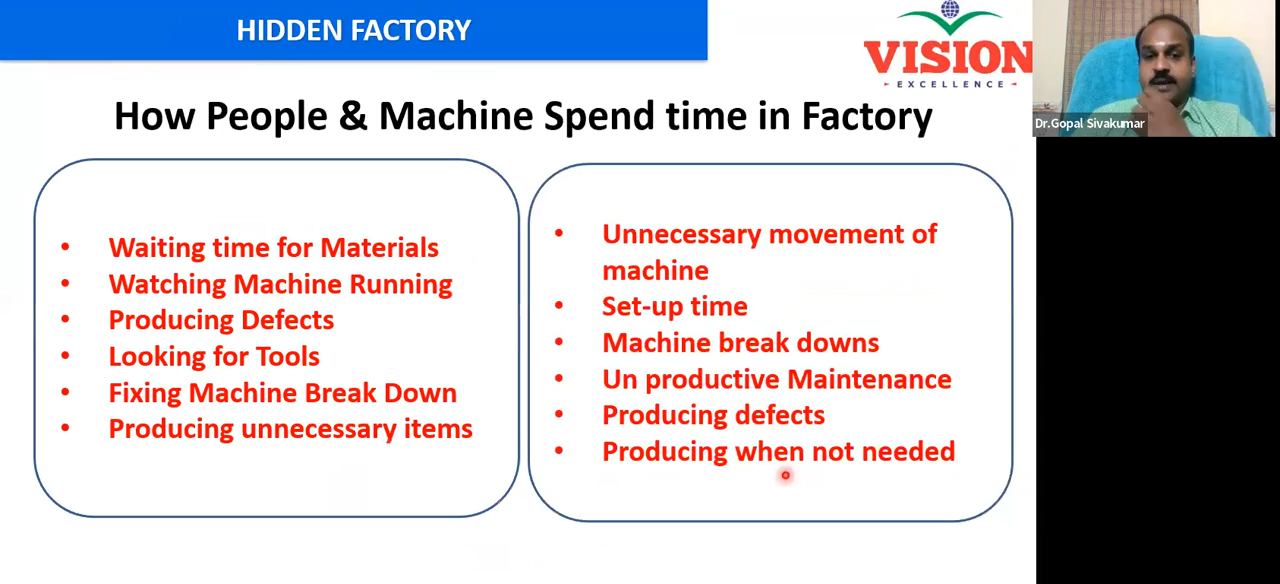 HIDDEN FACTORY
VISION
EXCELLENCE
Dr.Gopal Sivakumar
How People & Machine Spend time in Factory
• Waiting time for Materials
• Watching Machine Running
• Producing Defects
• Looking for Tools
• Fixing Machine Break Down
• Producing unnecessary items
• Unnecessary movement of
machine
• Set-up time
• Machine break downs
• Un productive Maintenance
• Producing defects
• Producing when not needed